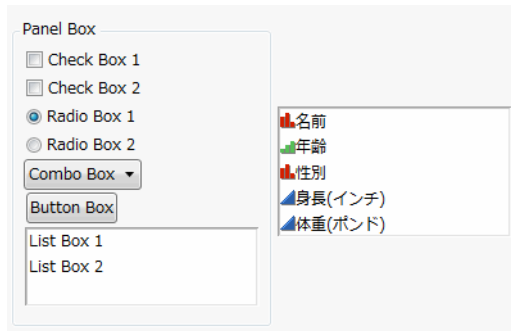 Panel Box
Check Box 1
Check Box 2
Radio Box 1
Radio Box 2
Combo Box
Button Box
List Box 1
List Box 2
名前
年齢
性別
身長(インチ)
体重(ポンド)